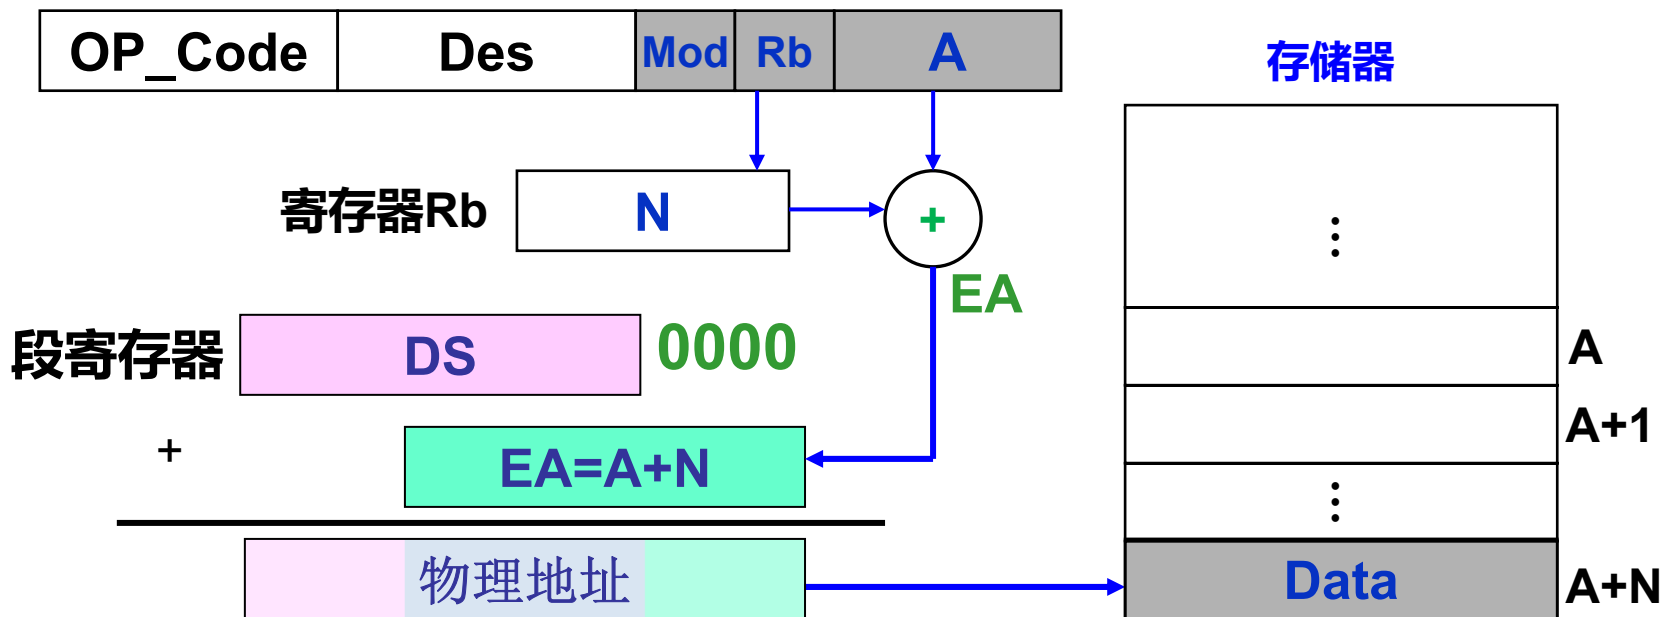 OP_Code Des Mod Rb A
存储器
寄存器Rb N +
EA
段寄存器 DS 0000
A
A+1
+ EA=A+N
⋮
⋮
物理地址 Data A+N